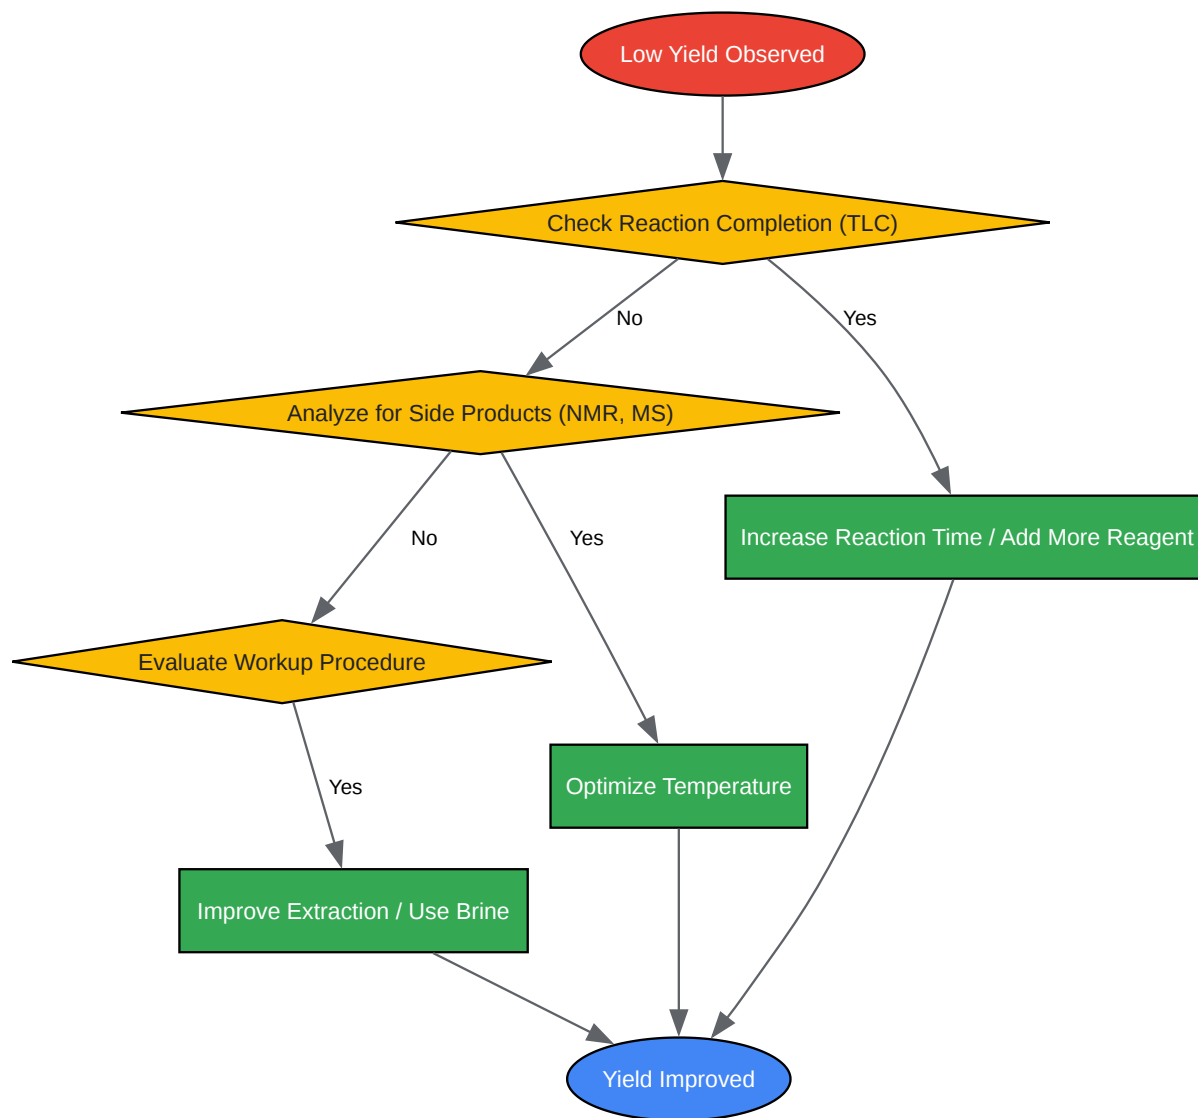 Low Yield Observed
Check Reaction Completion (TLC)
No
Yes
Analyze for Side Products (NMR, MS)
No
Yes
Increase Reaction Time / Add More Reagent
Evaluate Workup Procedure
Yes
Optimize Temperature
Improve Extraction / Use Brine
Yield Improved